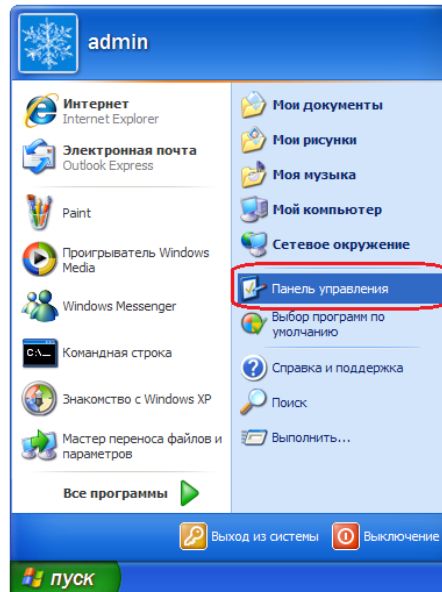 admin
Интернет
Internet Explorer
Электронная почта
Outlook Express
Paint
Проигрыватель Windows
Media
Windows Messenger
C:\_
Командная строка
Знакомство с Windows XP
Мастер переноса файлов и
параметров
Все программы
Мои документы
Мои рисунки
Моя музыка
Мой компьютер
Сетевое окружение
Панель управления
Выбор программ по
умолчанию
Справка и поддержка
Поиск
Выполнить...
Выход из системы
Выключение
пуск